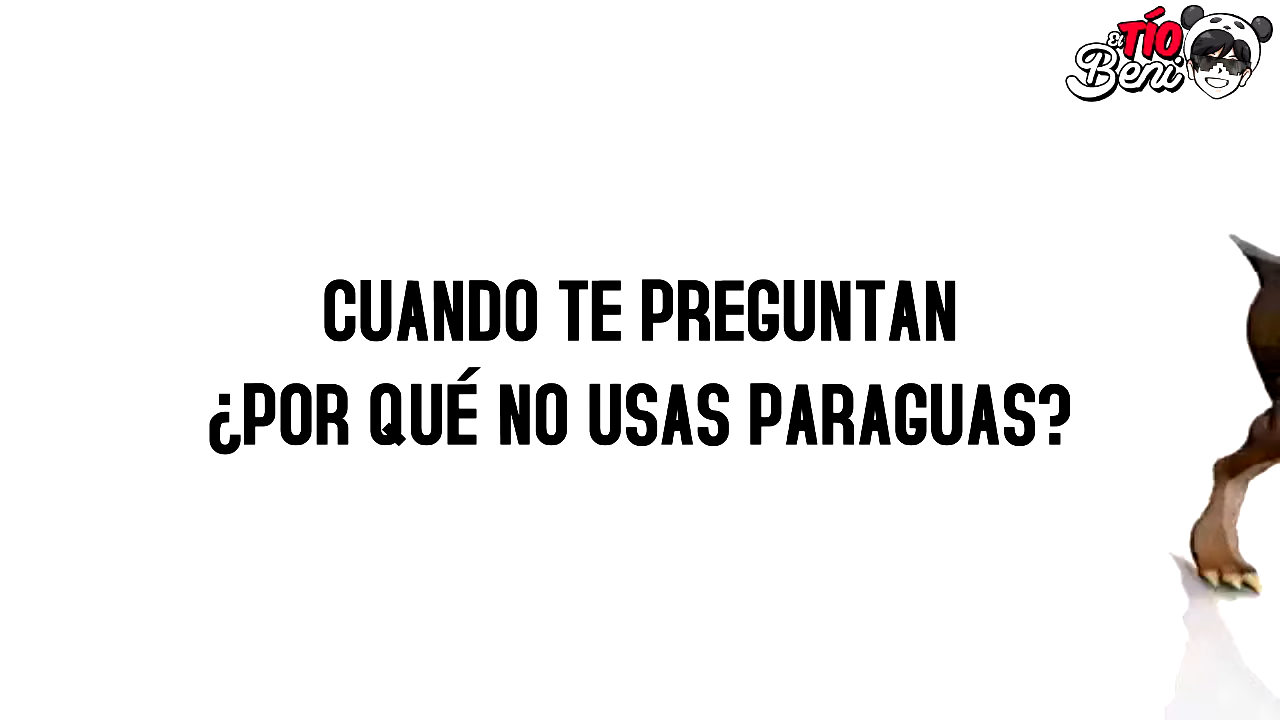 El TÍO
Beni
CUANDO TE PREGUNTAN
¿POR QUÉ NO USAS PARAGUAS?